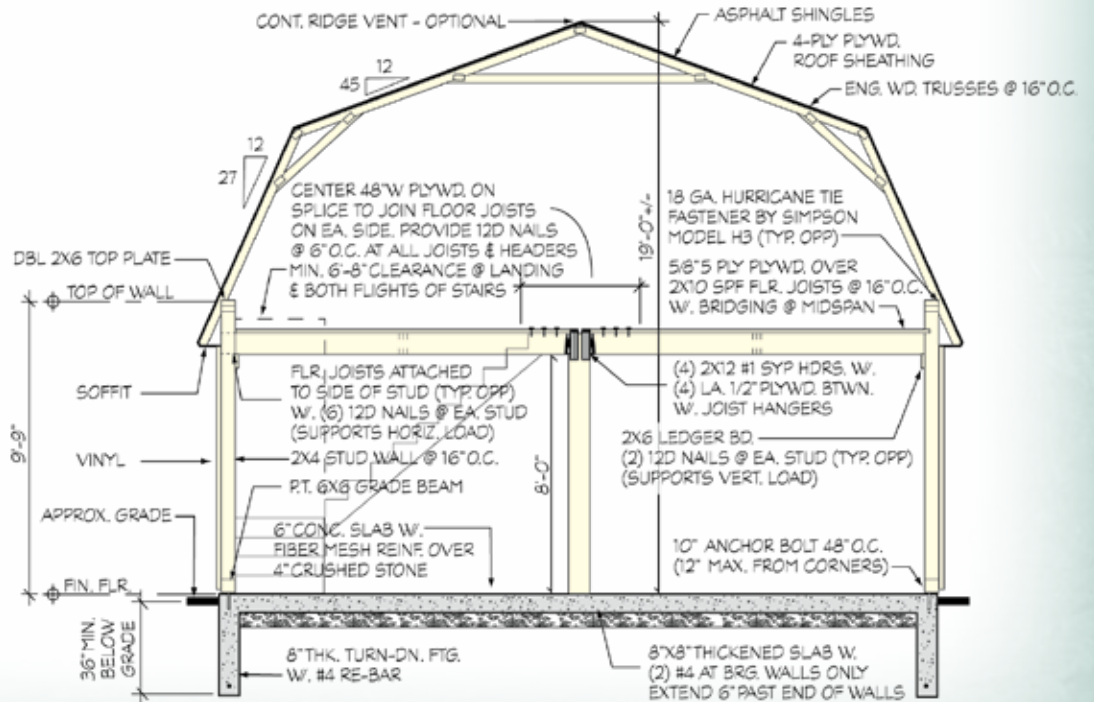 CONT. RIDGE VENT - OPTIONAL
ASPHALT SHINGLES
4-PLY PLYWD.
ROOF SHEATHING
ENG. WD. TRUSSES @ 16" O.C.
12
45
12
27
CENTER 48"W PLYWD. ON
SPLICE TO JOIN FLOOR JOISTS
ON EA. SIDE. PROVIDE 12D NAILS
@ 6" O.C. AT ALL JOISTS & HEADERS
MIN. 6'-8" CLEARANCE @ LANDING
& BOTH FLIGHTS OF STAIRS
19'-0"+/-
18 GA. HURRICANE TIE
FASTENER BY SIMPSON
MODEL H3 (TYP. OPP)
5/8" 5 PLY PLYWD. OVER
2X10 SPF FLR. JOISTS @ 16" O.C.
W. BRIDGING @ MIDSPAN
DBL 2X6 TOP PLATE
TOP OF WALL
SOFFIT
9'-9"
VINYL
APPROX. GRADE
FIN. FLR.
36" MIN.
BELOW
GRADE
FLR. JOISTS ATTACHED
TO SIDE OF STUD (TYP. OPP)
W. (6) 12D NAILS @ EA. STUD
(SUPPORTS HORIZ. LOAD)
2X4 STUD WALL @ 16" O.C.
P.T. 6X6 GRADE BEAM
8'-0"
6" CONC. SLAB W.
FIBER MESH REINF. OVER
4" CRUSHED STONE
(4) 2X12 #1 SYP HDRS. W.
(4) LA. 1/2" PLYWD. BTWN.
W. JOIST HANGERS
2X6 LEDGER BD.
(2) 12D NAILS @ EA. STUD (TYP. OPP)
(SUPPORTS VERT. LOAD)
10" ANCHOR BOLT 48" O.C.
(12" MAX. FROM CORNERS)
8" THK. TURN-DN. FTG.
W. #4 RE-BAR
8"X8" THICKENED SLAB W.
(2) #4 AT BRG. WALLS ONLY
EXTEND 6" PAST END OF WALLS